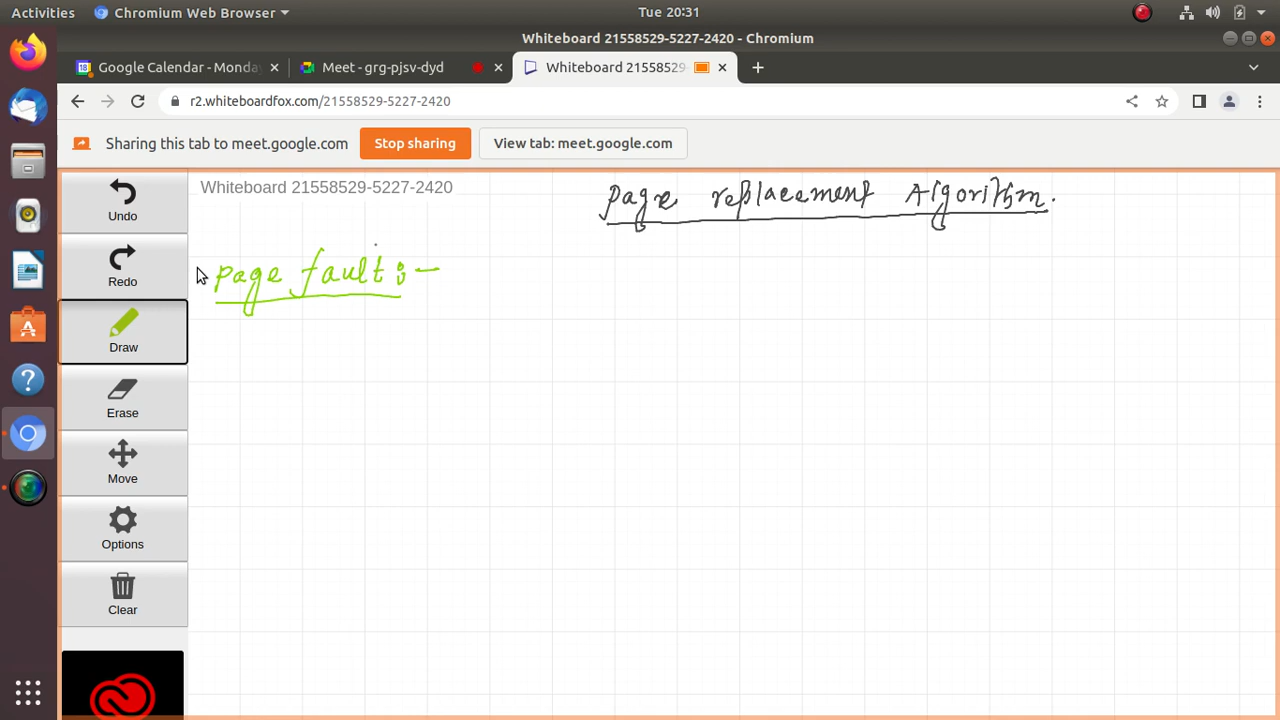 Activities Chromium Web Browser Tue 20:31
Whiteboard 21558529-5227-2420 - Chromium
Google Calendar - Monday Meet - grg-pjsv-dyd Whiteboard 21558529-
r2.whiteboardfox.com/21558529-5227-2420
Sharing this tab to meet.google.com Stop sharing View tab: meet.google.com
Whiteboard 21558529-5227-2420
page replacement Algorithm.
page fault :-
Undo
Redo
Draw
Erase
Move
Options
Clear